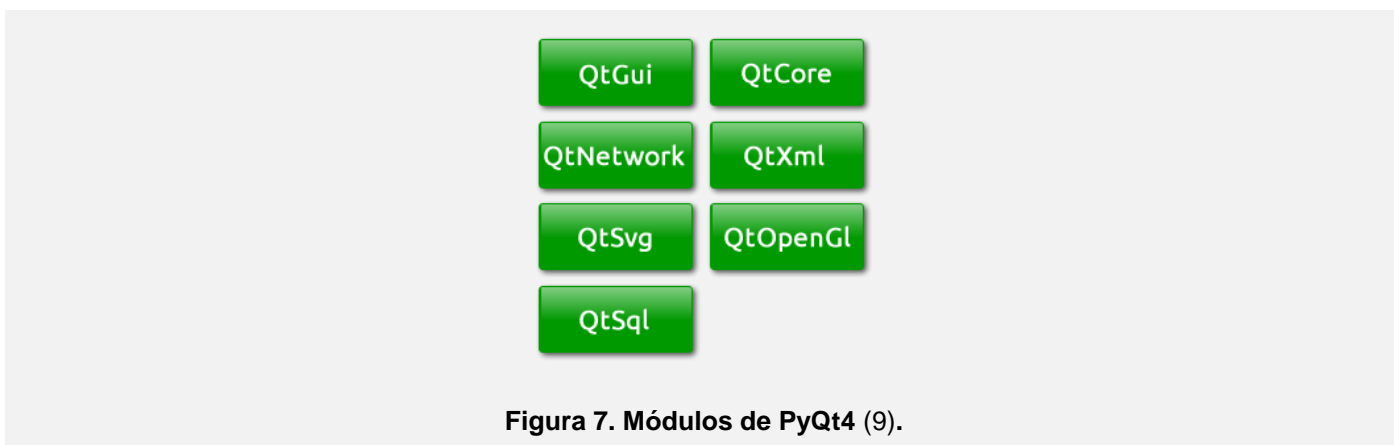 QtGui QtCore
QtNetwork QtXml
QtSvg QtOpenGl
QtSql
Figura 7. Módulos de PyQt4 (9).